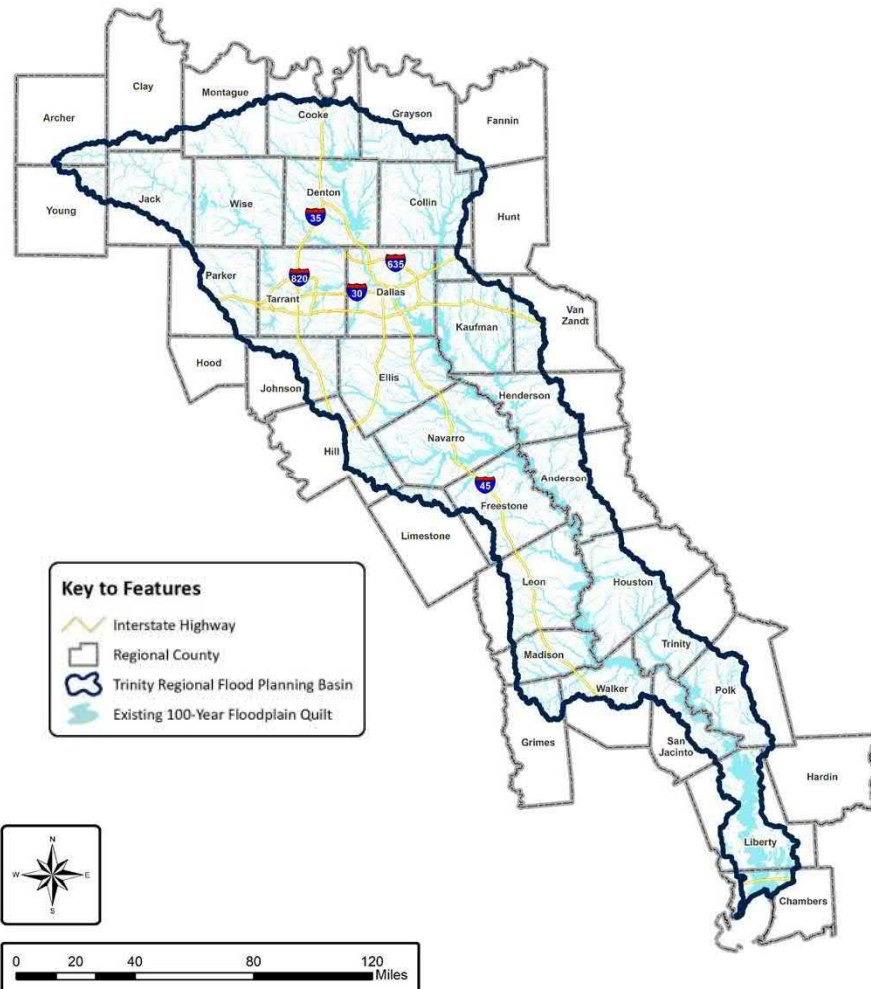 Clay
Montague
Cooke
Grayson
Archer
Fannin
Young
Jack
Wise
Denton
Collin
Hunt
35
Parker
820
635
Tarrant
30
Dallas
Van
Zandt
Kaufman
Hood
Johnson
Ellis
Henderson
Hill
Navarro
45
Anderson
Freestone
Limestone
Leon
Houston
Madison
Trinity
Walker
Polk
Grimes
San
Jacinto
Hardin
Liberty
Chambers
Key to Features
Interstate Highway
Regional County
Trinity Regional Flood Planning Basin
Existing 100-Year Floodplain Quilt
N
W E
S
0 20 40 80 120
Miles